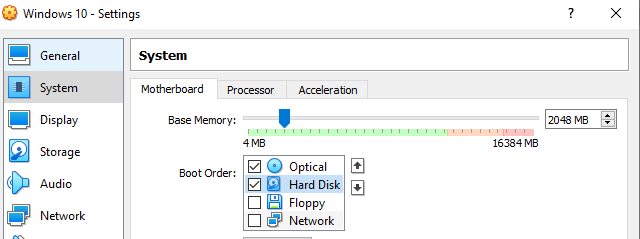 Windows 10 - Settings
?
General
System
Display
Storage
Audio
Network
System
Motherboard Processor Acceleration
Base Memory: 2048 MB
4 MB 16384 MB
Boot Order:
Optical
Hard Disk
Floppy
Network